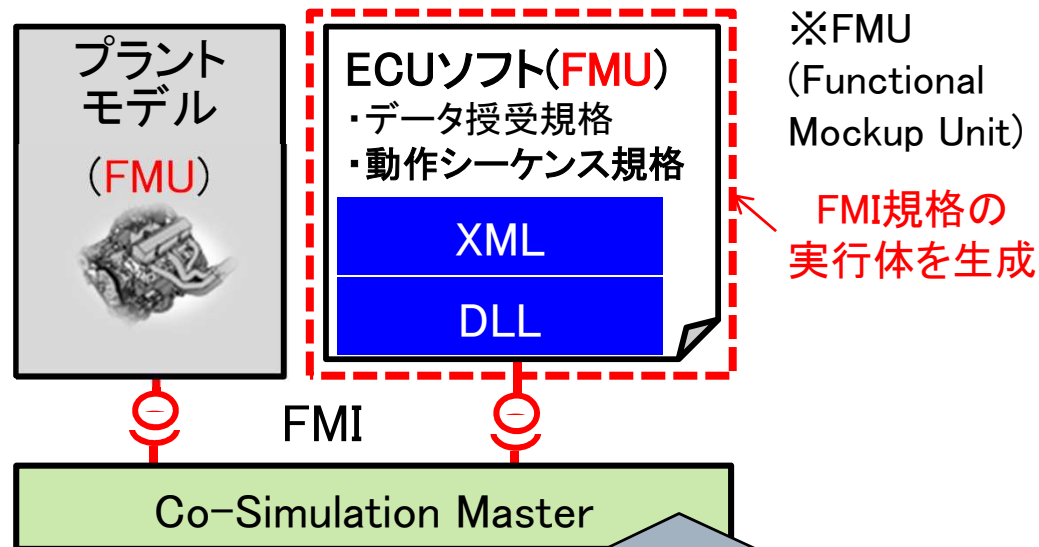 プラント
モデル
(FMU)
ECUソフト(FMU)
・データ授受規格
・動作シーケンス規格
XML
DLL
※FMU
(Functional
Mockup Unit)
FMI規格の
実行体を生成
FMI
Co-Simulation Master